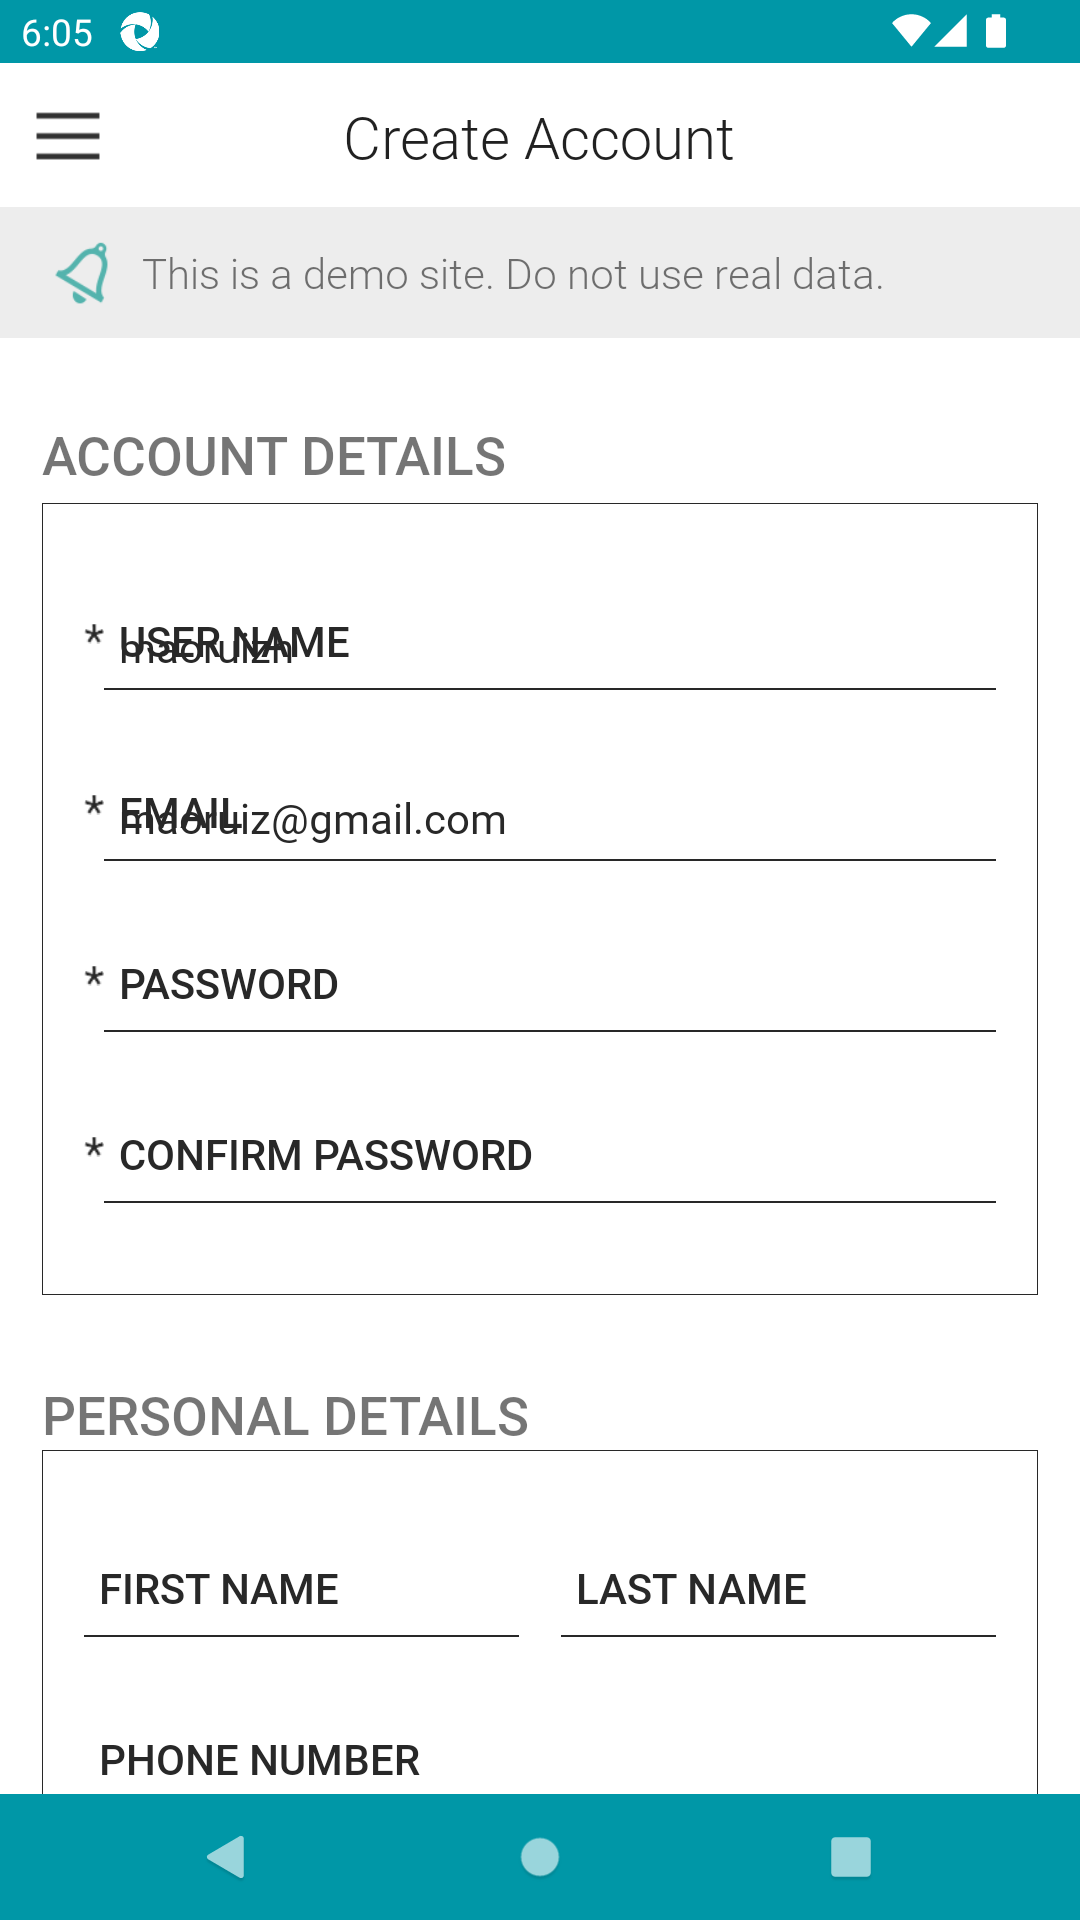 6:05
Create Account
This is a demo site. Do not use real data.
ACCOUNT DETAILS
* USER NAME
maoruizh
* EMAIL
maoruiz@gmail.com
* PASSWORD
* CONFIRM PASSWORD
PERSONAL DETAILS
FIRST NAME LAST NAME
PHONE NUMBER